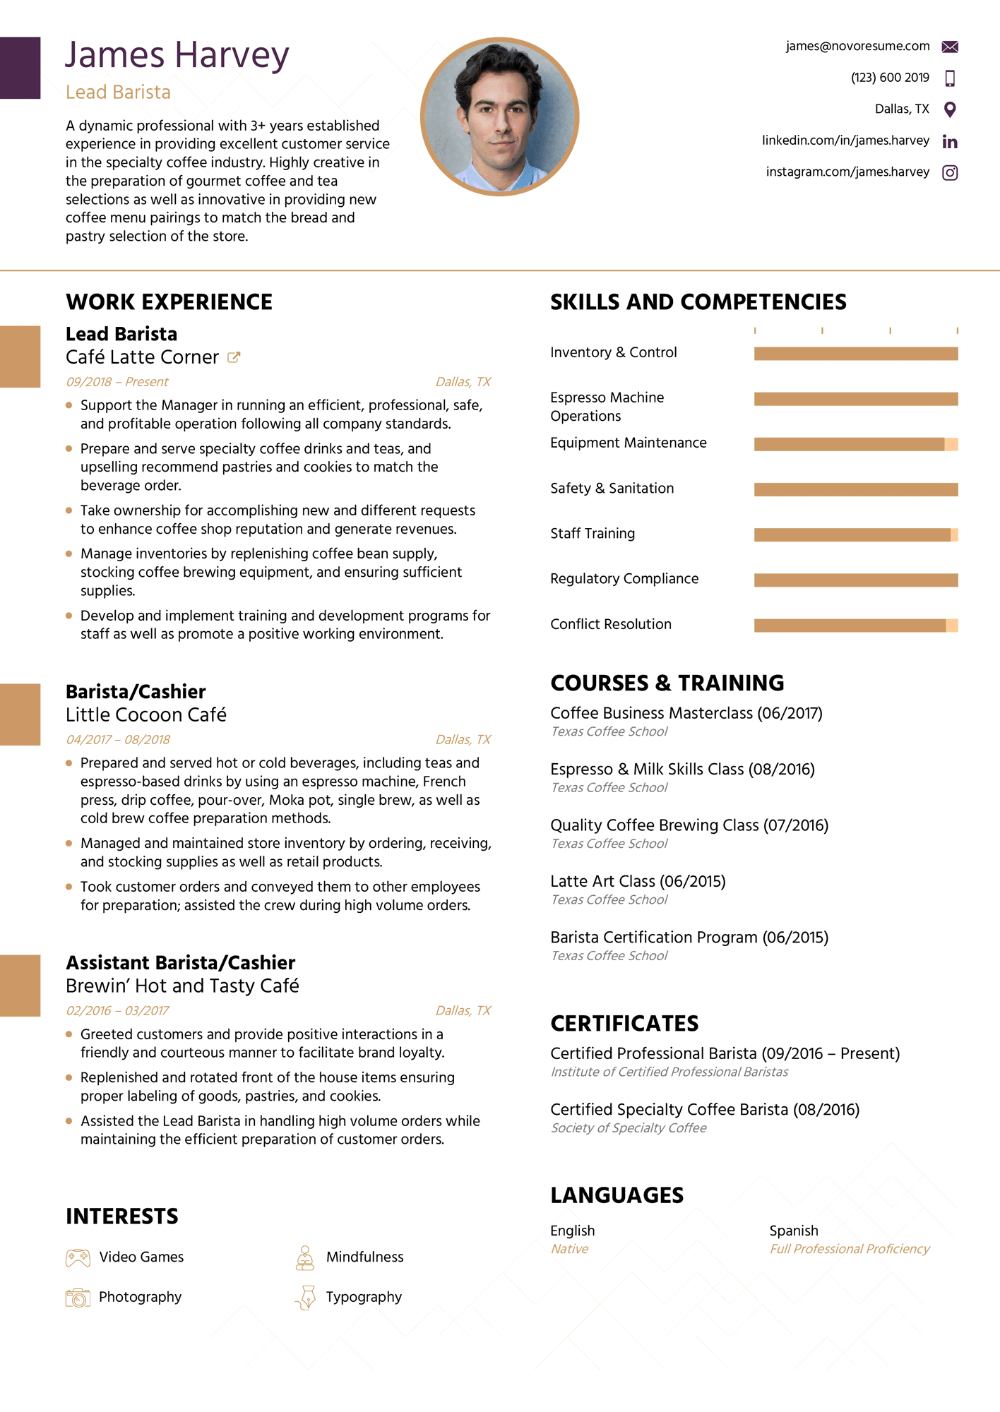 James Harvey
Lead Barista
A dynamic professional with 3+ years established
experience in providing excellent customer service
in the specialty coffee industry. Highly creative in
the preparation of gourmet coffee and tea
selections as well as innovative in providing new
coffee menu pairings to match the bread and
pastry selection of the store.
james@novoresume.com
(123) 600 2019
Dallas, TX
linkedin.com/in/james.harvey
instagram.com/james.harvey
WORK EXPERIENCE
Lead Barista
Café Latte Corner
09/2018 – Present
Dallas, TX
Support the Manager in running an efficient, professional, safe,
and profitable operation following all company standards.
Prepare and serve specialty coffee drinks and teas, and
upselling recommend pastries and cookies to match the
beverage order.
Take ownership for accomplishing new and different requests
to enhance coffee shop reputation and generate revenues.
Manage inventories by replenishing coffee bean supply,
stocking coffee brewing equipment, and ensuring sufficient
supplies.
Develop and implement training and development programs for
staff as well as promote a positive working environment.
Barista/Cashier
Little Cocoon Café
04/2017 – 08/2018
Dallas, TX
Prepared and served hot or cold beverages, including teas and
espresso-based drinks by using an espresso machine, French
press, drip coffee, pour-over, Moka pot, single brew, as well as
cold brew coffee preparation methods.
Managed and maintained store inventory by ordering, receiving,
and stocking supplies as well as retail products.
Took customer orders and conveyed them to other employees
for preparation; assisted the crew during high volume orders.
Assistant Barista/Cashier
Brewin’ Hot and Tasty Café
02/2016 – 03/2017
Dallas, TX
Greeted customers and provide positive interactions in a
friendly and courteous manner to facilitate brand loyalty.
Replenished and rotated front of the house items ensuring
proper labeling of goods, pastries, and cookies.
Assisted the Lead Barista in handling high volume orders while
maintaining the efficient preparation of customer orders.
INTERESTS
Video Games
Mindfulness
Photography
Typography
SKILLS AND COMPETENCIES
Inventory & Control
Espresso Machine
Operations
Equipment Maintenance
Safety & Sanitation
Staff Training
Regulatory Compliance
Conflict Resolution
COURSES & TRAINING
Coffee Business Masterclass (06/2017)
Texas Coffee School
Espresso & Milk Skills Class (08/2016)
Texas Coffee School
Quality Coffee Brewing Class (07/2016)
Texas Coffee School
Latte Art Class (06/2015)
Texas Coffee School
Barista Certification Program (06/2015)
Texas Coffee School
CERTIFICATES
Certified Professional Barista (09/2016 – Present)
Institute of Certified Professional Baristas
Certified Specialty Coffee Barista (08/2016)
Society of Specialty Coffee
LANGUAGES
English
Native
Spanish
Full Professional Proficiency